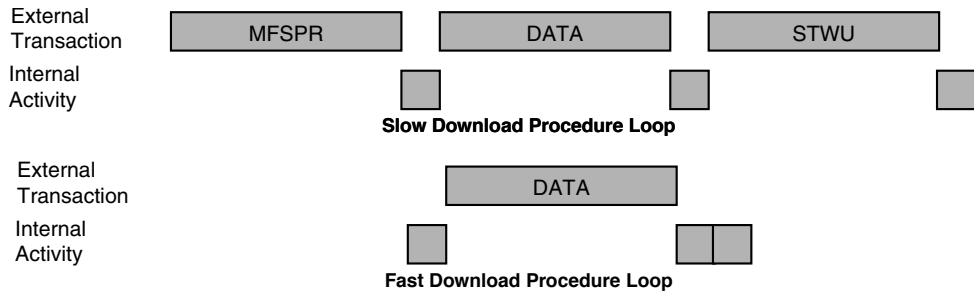 External
Transaction
MFSPR
DATA
STWU
Internal
Activity
Slow Download Procedure Loop
External
Transaction
DATA
Internal
Activity
Fast Download Procedure Loop